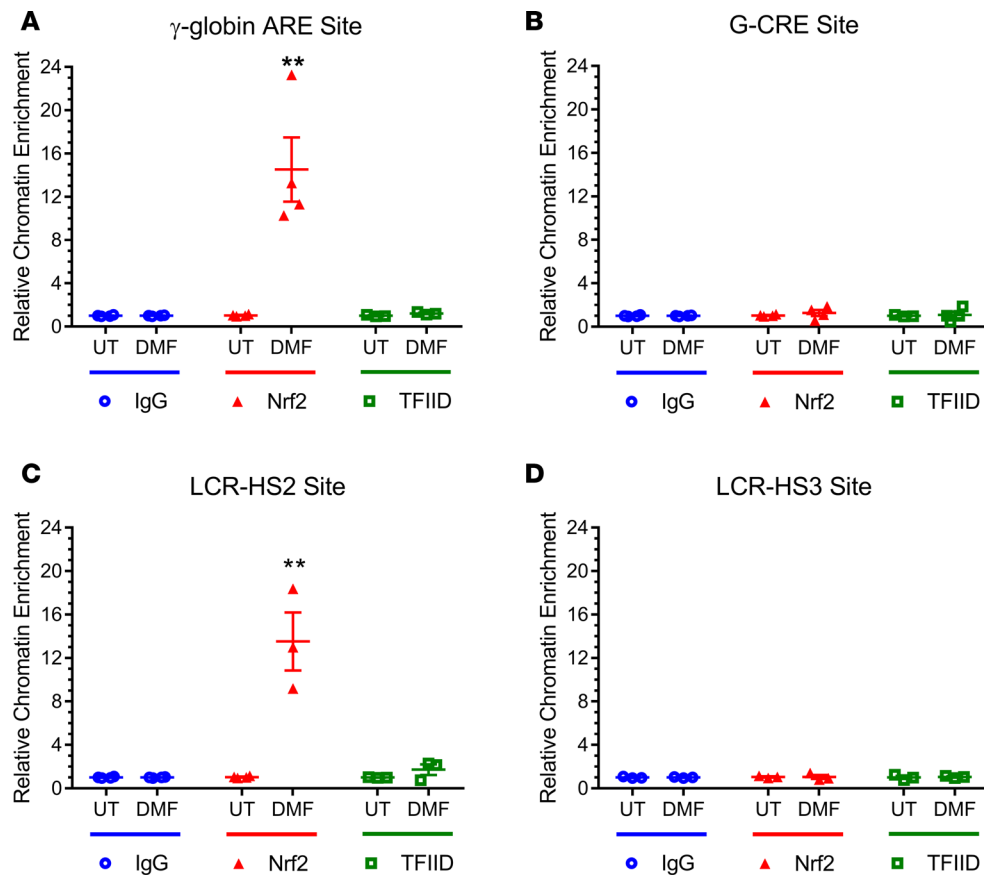 A
γ-globin ARE Site
Relative Chromatin Enrichment
24
20
16
12
8
4
0
**
UT DMF UT DMF UT DMF
IgG Nrf2 TFIID
B
G-CRE Site
Relative Chromatin Enrichment
24
20
16
12
8
4
0
UT DMF UT DMF UT DMF
IgG Nrf2 TFIID
C
LCR-HS2 Site
Relative Chromatin Enrichment
24
20
16
12
8
4
0
**
UT DMF UT DMF UT DMF
IgG Nrf2 TFIID
D
LCR-HS3 Site
Relative Chromatin Enrichment
24
20
16
12
8
4
0
UT DMF UT DMF UT DMF
IgG Nrf2 TFIID